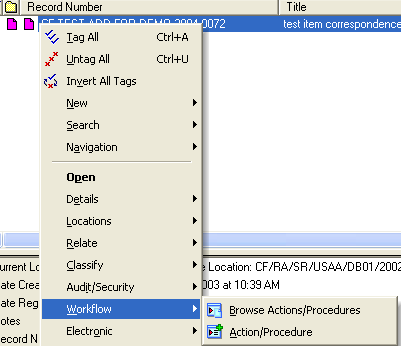 Record Number Title
CF TEST ADD FOR DEMO 2004 0072 test item correspondence
Tag All Ctrl+A
Untag All Ctrl+U
Invert All Tags
New
Search
Navigation
Open
Details
Locations
Relate
Classify
Audit/Security
Workflow
Electronic
urrent Lo e Location: CF/RA/SR/USAA/DB01/2002
ate Crea 003 at 10:39 AM
ate Reg
otes
ecord N
Browse Actions/Procedures
Action/Procedure